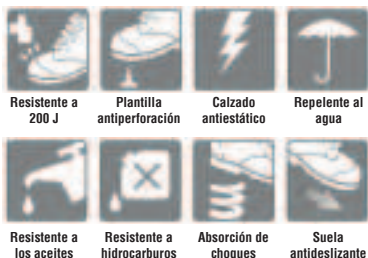 Resistente a
200 J
Plantilla
antiperforación
Calzado
antiestático
Repelente al
agua
Resistente a
los aceites
Resistente a
hidrocarburos
Absorción de
choques
Suela
antideslizante